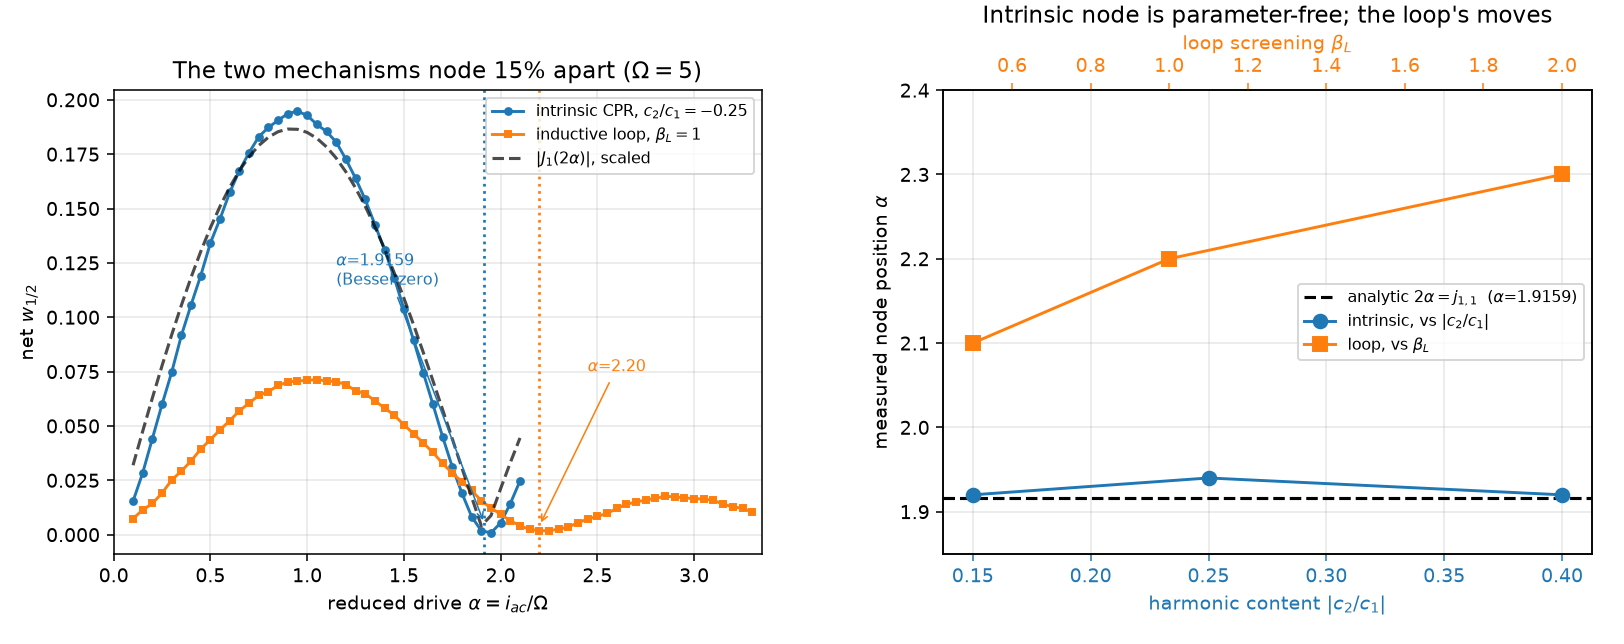 The two mechanisms node 15% apart (Ω = 5)
0.200
0.175
0.150
0.125
0.100
0.075
0.050
0.025
0.000
net w1/2
intrinsic CPR, c2/c1 = −0.25
inductive loop, βL = 1
|J1(2α)|, scaled
α=1.9159
(Bessel zero)
α=2.20
0.0 0.5 1.0 1.5 2.0 2.5 3.0
reduced drive α = iac/Ω
Intrinsic node is parameter-free; the loop's moves
loop screening βL
0.6 0.8 1.0 1.2 1.4 1.6 1.8 2.0
2.4
2.3
2.2
2.1
2.0
1.9
measured node position α
analytic 2α = j1,1 (α=1.9159)
intrinsic, vs |c2/c1|
loop, vs βL
0.15 0.20 0.25 0.30 0.35 0.40
harmonic content |c2/c1|